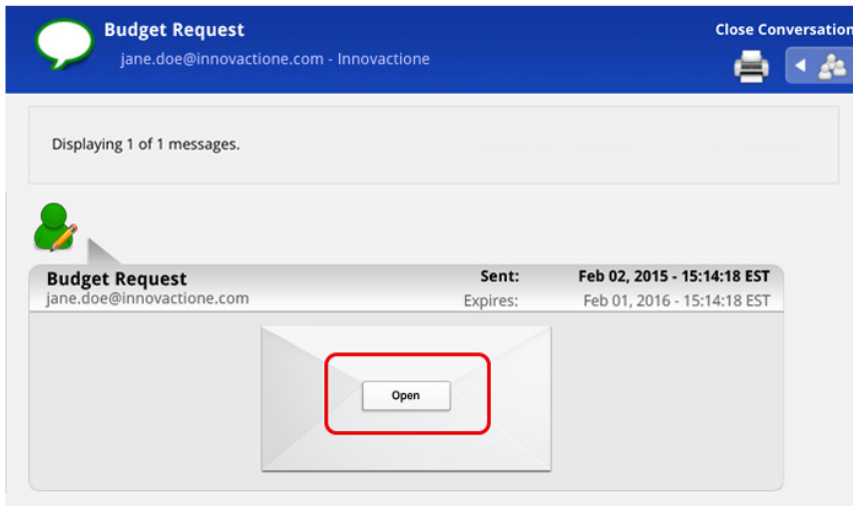 Budget Request
Close Conversation
jane.doe@innovactione.com - Innovactione
Displaying 1 of 1 messages.
Budget Request Sent: Feb 02, 2015 - 15:14:18 EST
jane.doe@innovactione.com Expires: Feb 01, 2016 - 15:14:18 EST
Open